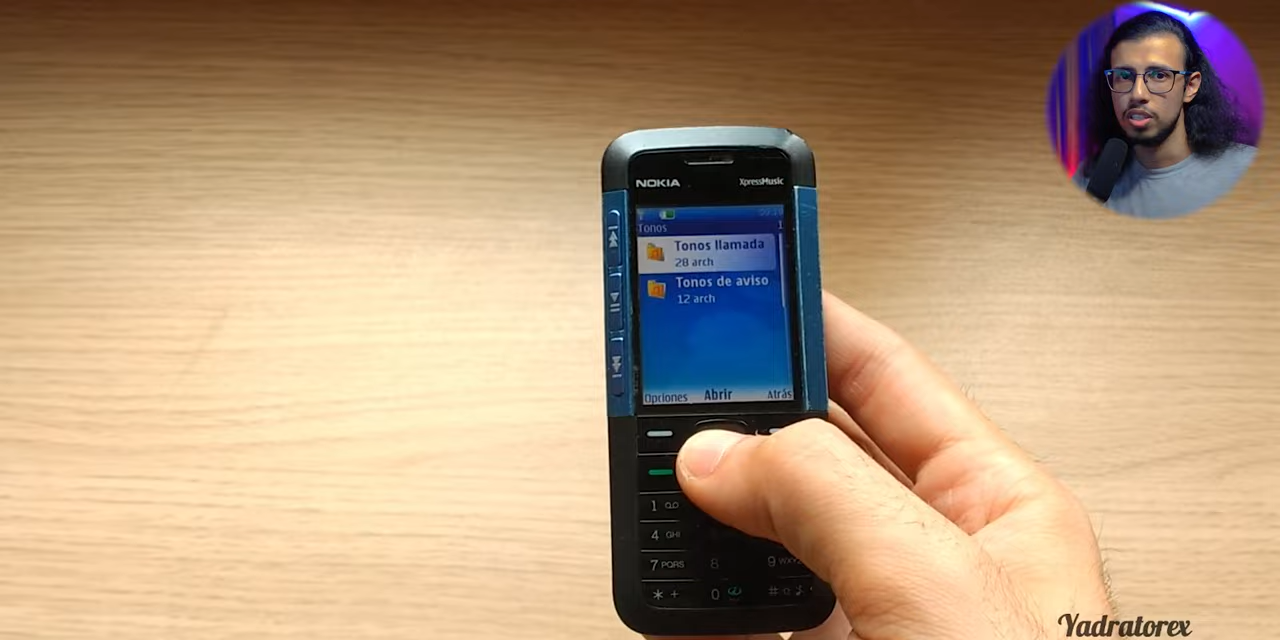 NOKIA
XpressMusic
Tonos
1
Tonos llamada
28 arch
Tonos de aviso
12 arch
Opciones Abrir Atrás
1
4 GHI
7 PQRS 8 9
* + 0 #
Yadratorex